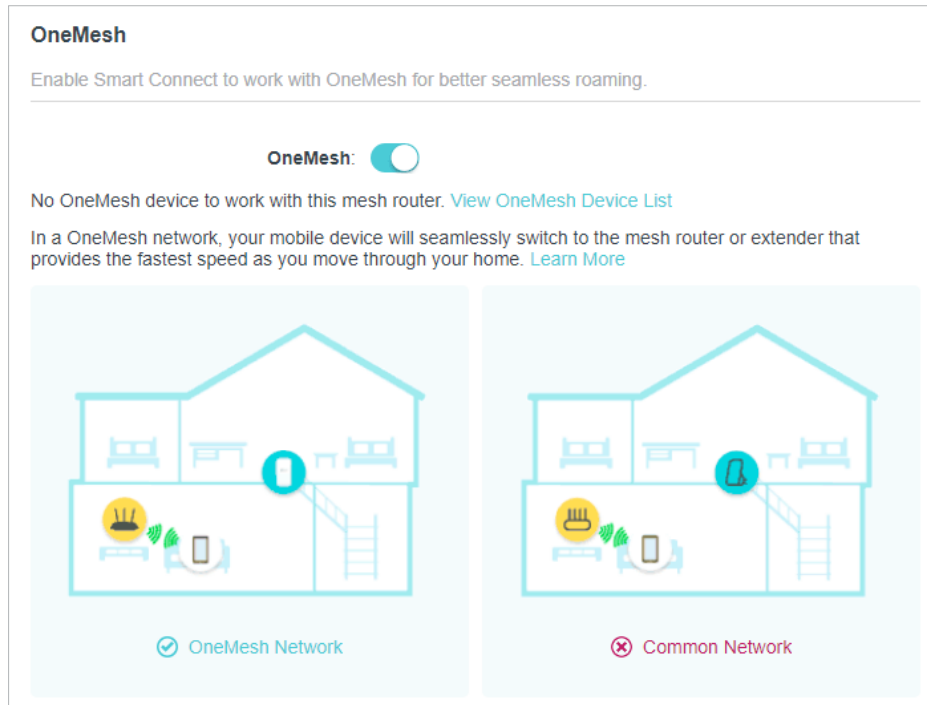 OneMesh
Enable Smart Connect to work with OneMesh for better seamless roaming.
OneMesh:
No OneMesh device to work with this mesh router. View OneMesh Device List
In a OneMesh network, your mobile device will seamlessly switch to the mesh router or extender that
provides the fastest speed as you move through your home. Learn More
OneMesh Network
Common Network